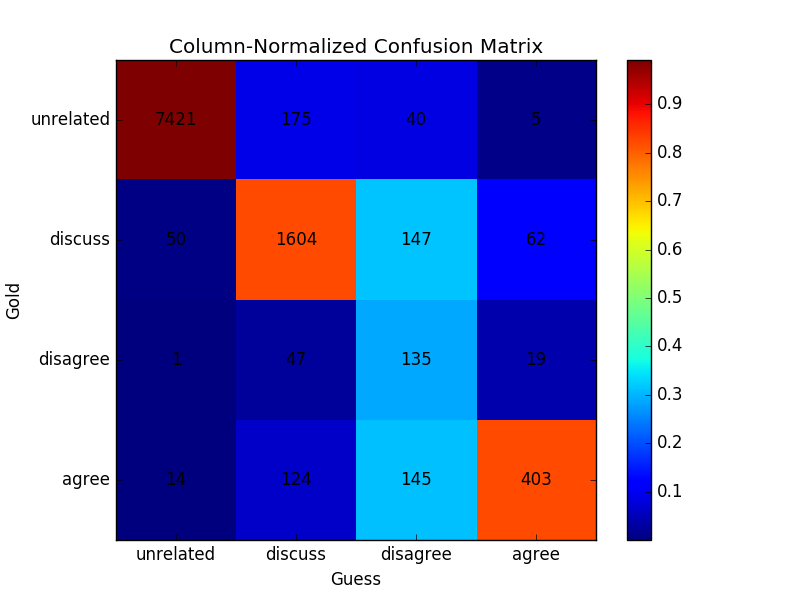 Column-Normalized Confusion Matrix
unrelated 7421 175 40 5
discuss 50 1604 147 62
disagree 1 47 135 19
agree 14 124 145 403
unrelated discuss disagree agree
Guess
Gold
0.9
0.8
0.7
0.6
0.5
0.4
0.3
0.2
0.1